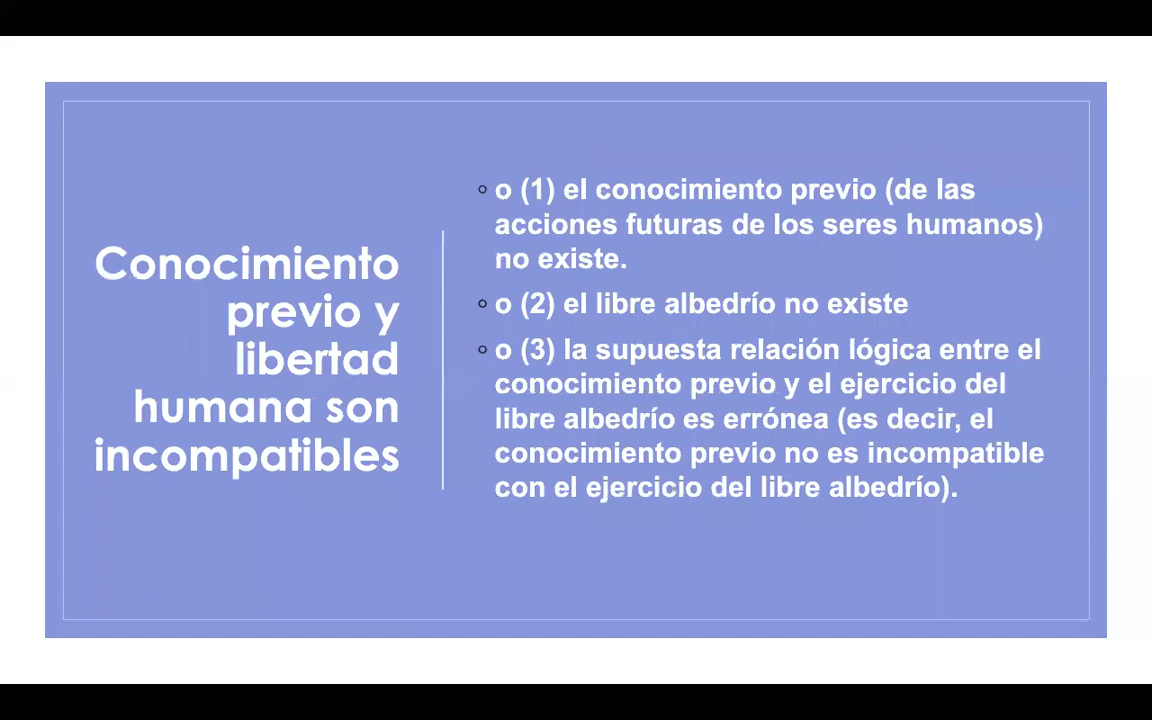 Conocimiento
previo y
libertad
humana son
incompatibles
◦ o (1) el conocimiento previo (de las
acciones futuras de los seres humanos)
no existe.
◦ o (2) el libre albedrío no existe
◦ o (3) la supuesta relación lógica entre el
conocimiento previo y el ejercicio del
libre albedrío es errónea (es decir, el
conocimiento previo no es incompatible
con el ejercicio del libre albedrío).